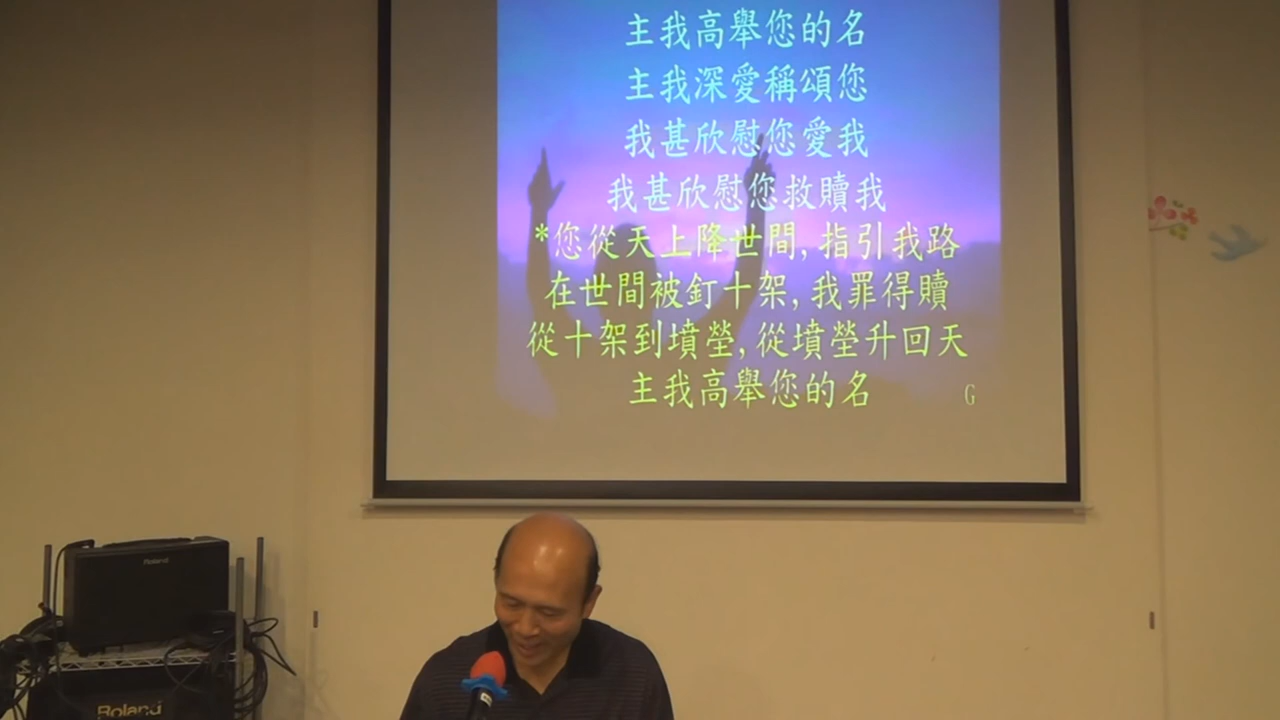 主我高舉您的名
主我深愛稱頌您
我甚欣慰您愛我
我甚欣慰您救贖我
*您從天上降世間,指引我路
在世間被釘十架,我罪得贖
從十架到墳塋,從墳塋升回天
主我高舉您的名
G
Roland
Roland